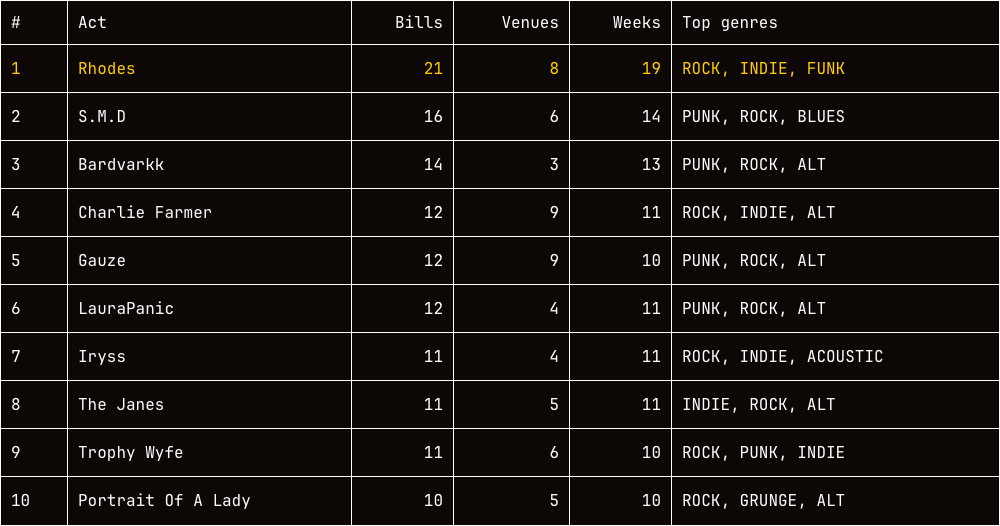 # Act Bills Venues Weeks Top genres
1 Rhodes 21 8 19 ROCK, INDIE, FUNK
2 S.M.D 16 6 14 PUNK, ROCK, BLUES
3 Bardvarkk 14 3 13 PUNK, ROCK, ALT
4 Charlie Farmer 12 9 11 ROCK, INDIE, ALT
5 Gauze 12 9 10 PUNK, ROCK, ALT
6 LauraPanic 12 4 11 PUNK, ROCK, ALT
7 Iryss 11 4 11 ROCK, INDIE, ACOUSTIC
8 The Janes 11 5 11 INDIE, ROCK, ALT
9 Trophy Wyfe 11 6 10 ROCK, PUNK, INDIE
10 Portrait Of A Lady 10 5 10 ROCK, GRUNGE, ALT